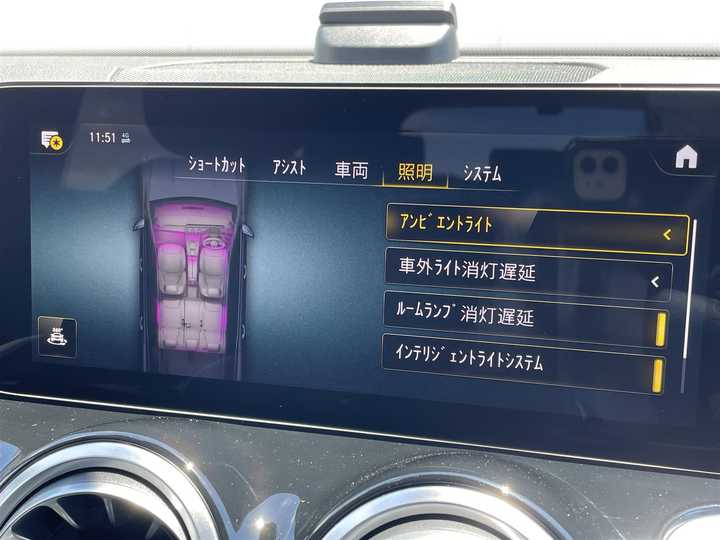 11:51 4G
ｼｮｰﾄｶｯﾄ ｱｼｽﾄ 車両 照明 ｼｽﾃﾑ
ｱﾝﾋﾞｴﾝﾄﾗｲﾄ
車外ﾗｲﾄ消灯遅延
ﾙｰﾑﾗﾝﾌﾟ消灯遅延
ｲﾝﾃﾘｼﾞｪﾝﾄﾗｲﾄｼｽﾃﾑ
360°